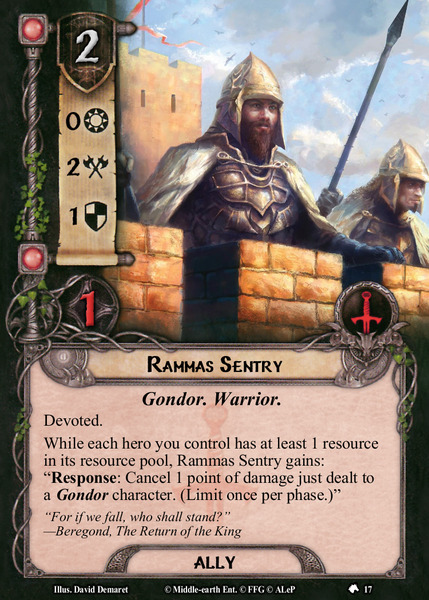 2
0
2
1
1
RAMMAS SENTRY
Gondor. Warrior.
Devoted.
While each hero you control has at least 1 resource
in its resource pool, Rammas Sentry gains:
“Response: Cancel 1 point of damage just dealt to
a Gondor character. (Limit once per phase.)”
“For if we fall, who shall stand?”
—Beregond, The Return of the King
ALLY
Illus. David Demaret © Middle-earth Ent. © FFG © ALeP 17